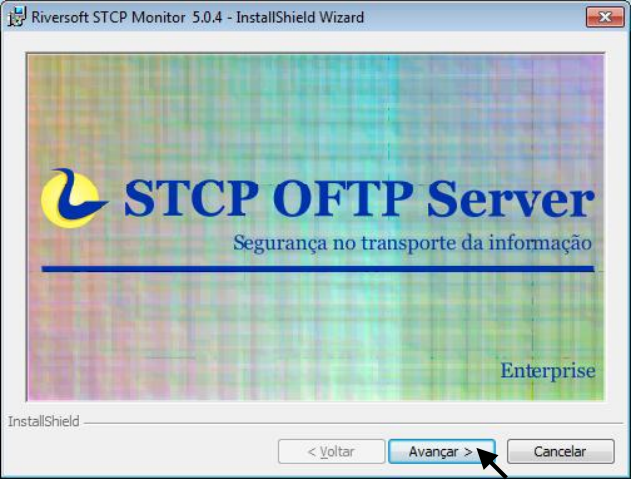 Riversoft STCP Monitor 5.0.4 - InstallShield Wizard
STCP OFTP Server
Segurança no transporte da informação
Enterprise
InstallShield
< Voltar Avançar > Cancelar